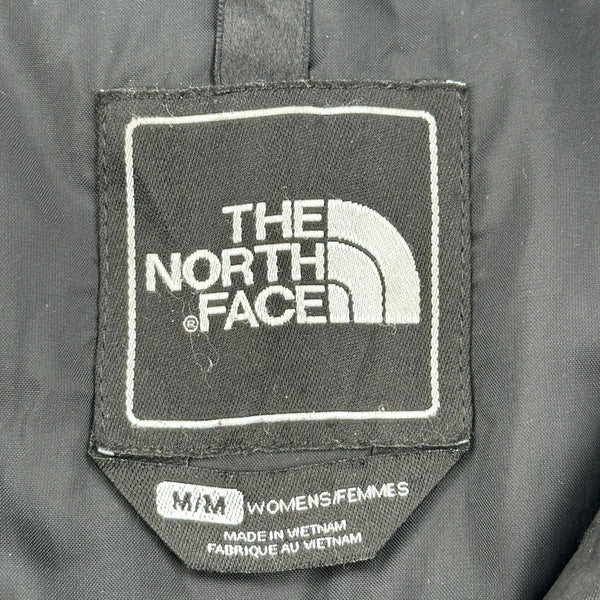 THE
NORTH
®FACE
M/M WOMENS/FEMMES
MADE IN VIETNAM
FABRIQUE AU VIETNAM